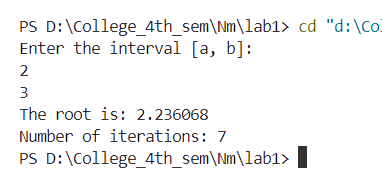 PS D:\College_4th_sem\Nm\lab1> cd "d:\Col
Enter the interval [a, b]:
2
3
The root is: 2.236068
Number of iterations: 7
PS D:\College_4th_sem\Nm\lab1>